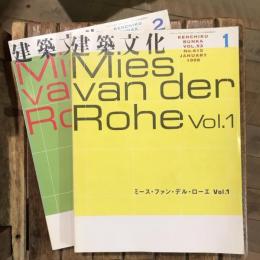 建築文
2
Mi
va
Ro
建築文化
KENCHIKU
BUNKA
VOL.53
No.615
JANUARY
1998
1
Mies
van der
Rohe Vol.1
ミース・ファン・デル・ローエ Vol.1